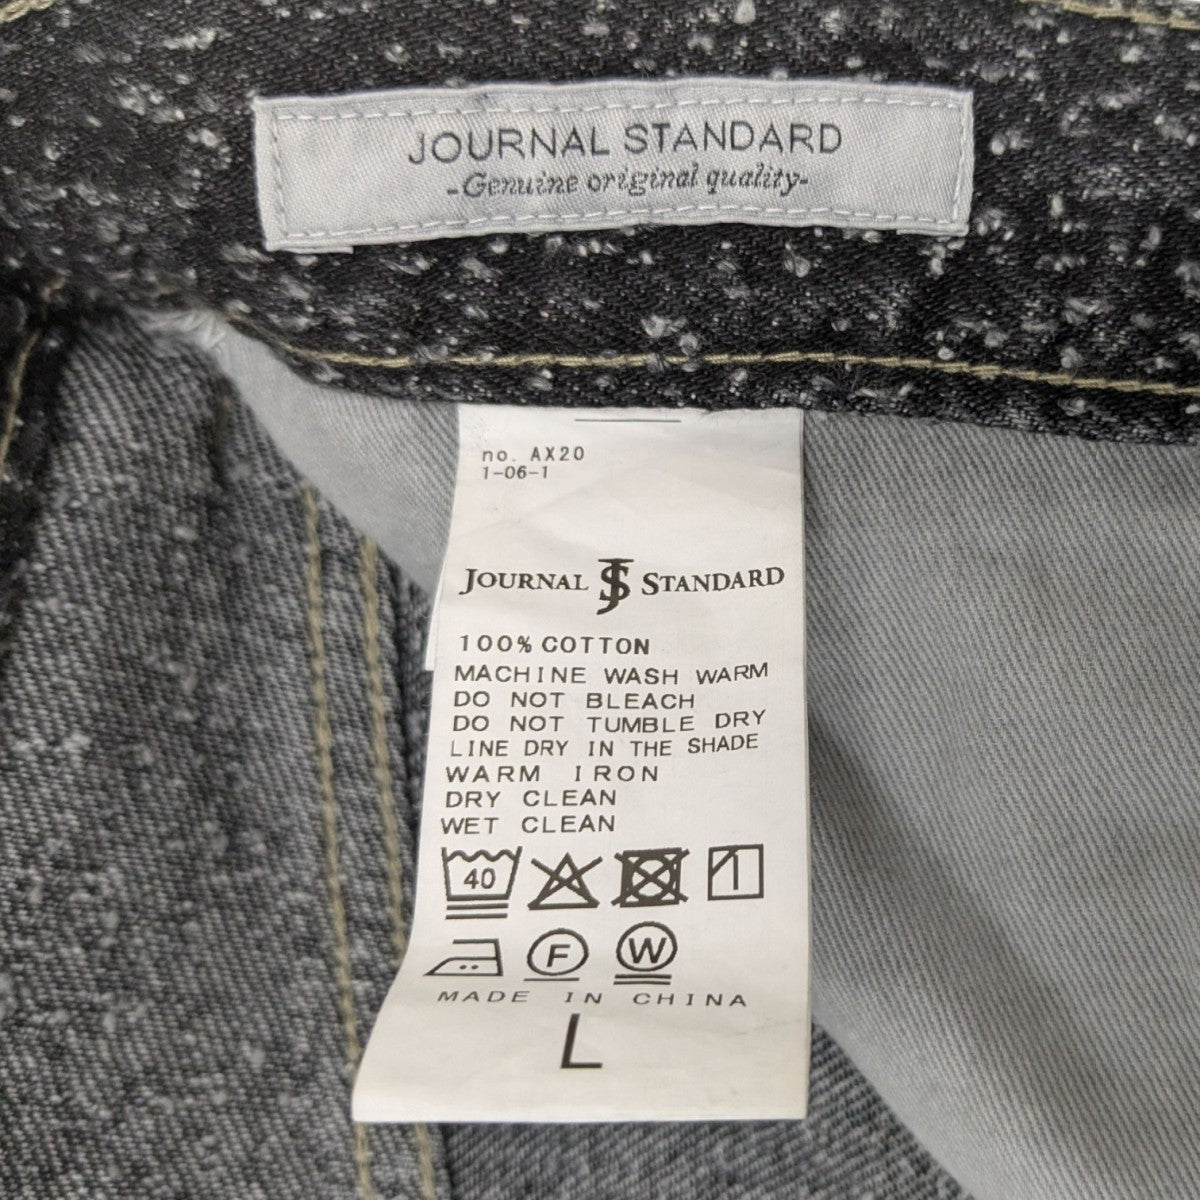 JOURNAL STANDARD
-Genuine original quality-
no. AX20
1-06-1
JOURNAL JS STANDARD
100% COTTON
MACHINE WASH WARM
DO NOT BLEACH
DO NOT TUMBLE DRY
LINE DRY IN THE SHADE
WARM IRON
DRY CLEAN
WET CLEAN
40
F W
MADE IN CHINA
L